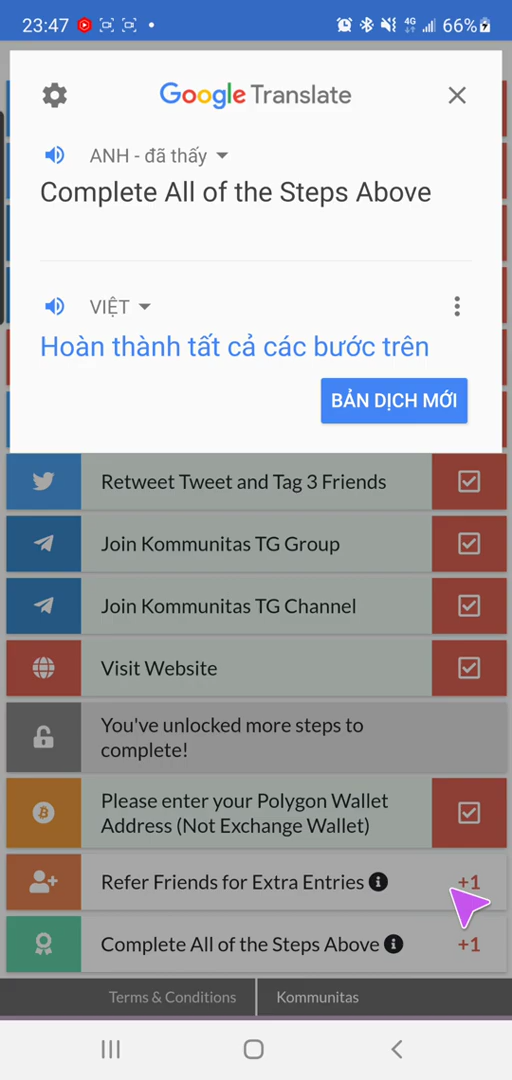 23:47 4G 66%
Google Translate
ANH - đã thấy
Complete All of the Steps Above
VIỆT
Hoàn thành tất cả các bước trên
BẢN DỊCH MỚI
Retweet Tweet and Tag 3 Friends
Join Kommunitas TG Group
Join Kommunitas TG Channel
Visit Website
You've unlocked more steps to
complete!
Please enter your Polygon Wallet
Address (Not Exchange Wallet)
Refer Friends for Extra Entries +1
Complete All of the Steps Above +1
Terms & Conditions Kommunitas